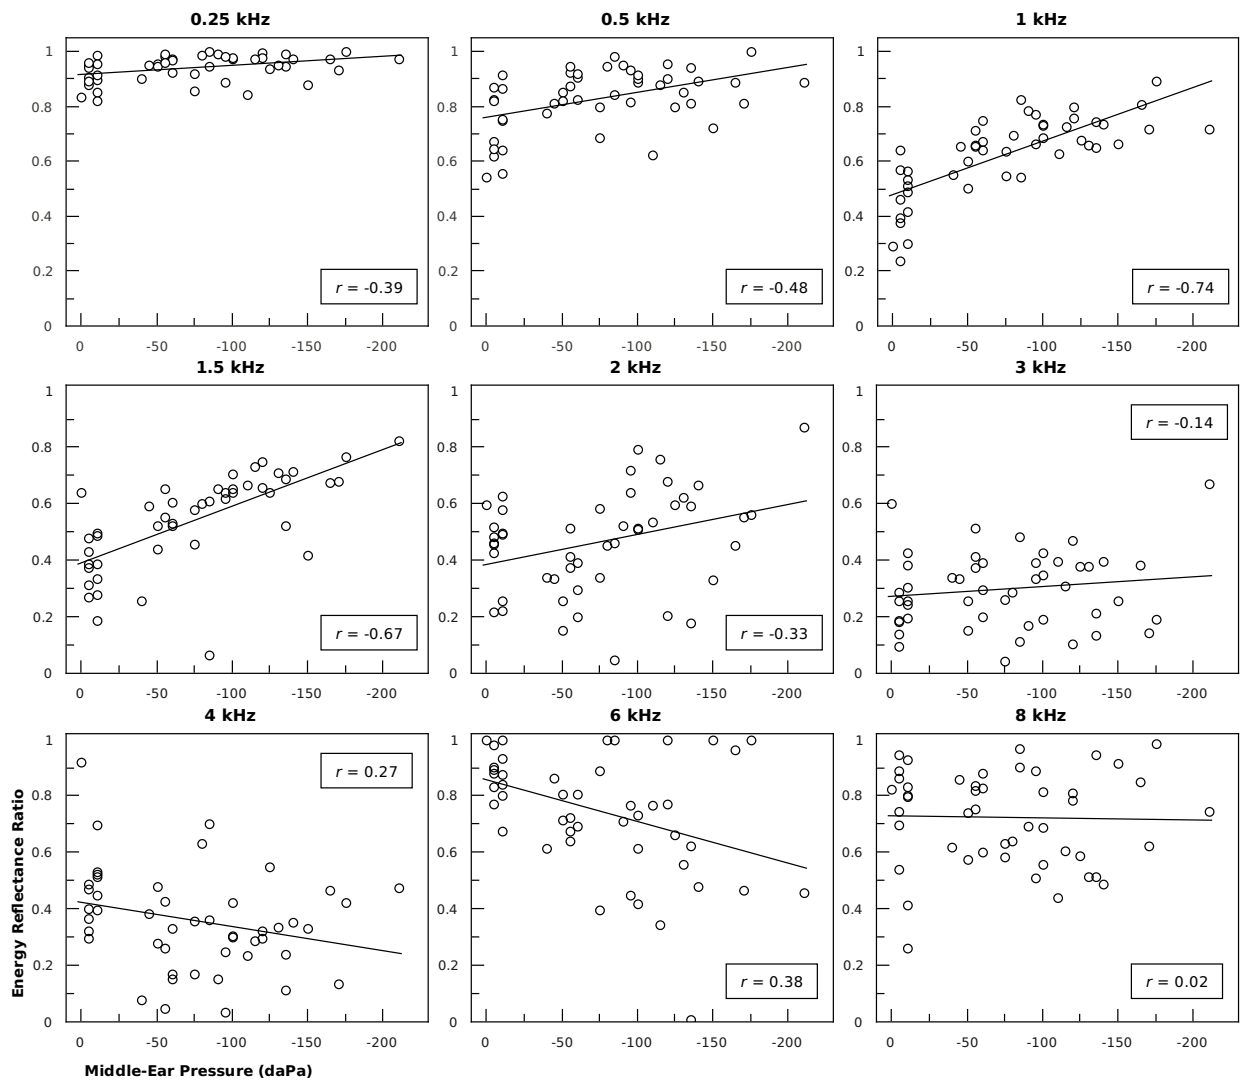 0.25 kHz
0.5 kHz
1 kHz
1
0.8
0.6
0.4
0.2
0
r = -0.39
0 -50 -100 -150 -200
1
0.8
0.6
0.4
0.2
0
r = -0.48
0 -50 -100 -150 -200
1
0.8
0.6
0.4
0.2
0
r = -0.74
0 -50 -100 -150 -200
1.5 kHz
2 kHz
3 kHz
1
0.8
0.6
0.4
0.2
0
r = -0.67
0 -50 -100 -150 -200
1
0.8
0.6
0.4
0.2
0
r = -0.33
0 -50 -100 -150 -200
1
0.8
0.6
0.4
0.2
0
r = -0.14
0 -50 -100 -150 -200
4 kHz
6 kHz
8 kHz
Energy Reflectance Ratio
1
0.8
0.6
0.4
0.2
0
r = 0.27
0 -50 -100 -150 -200
1
0.8
0.6
0.4
0.2
0
r = 0.38
0 -50 -100 -150 -200
1
0.8
0.6
0.4
0.2
0
r = 0.02
0 -50 -100 -150 -200
Middle-Ear Pressure (daPa)